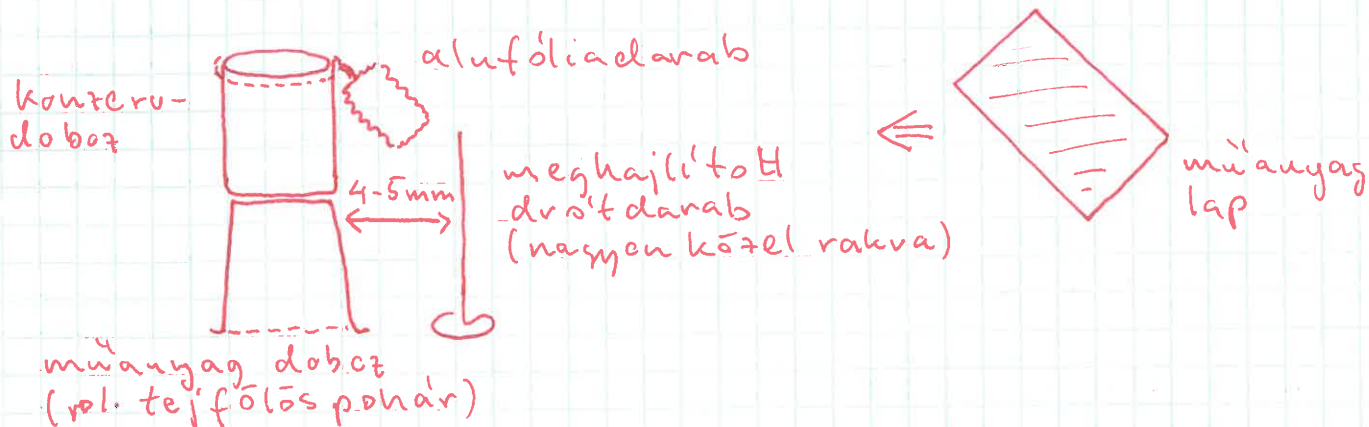 alufóliadarab
konzerv-
doboz
4-5mm
meghajlított
drótdarab
(nagyon közel rakva)
műanyag
lap
műanyag doboz
(pl. tejfölös pohár)